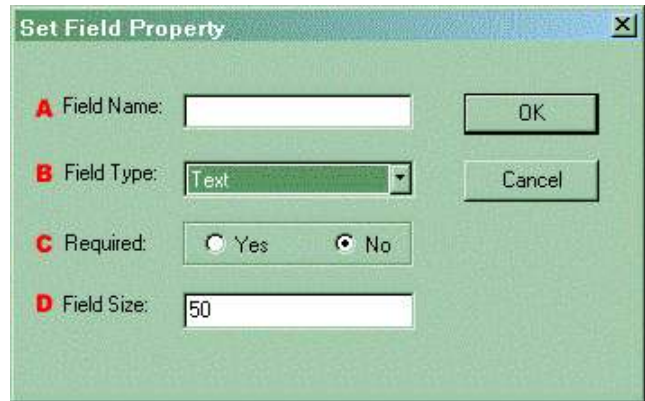 Set Field Property
A Field Name:
OK
B Field Type: Text
Cancel
C Required: Yes No
D Field Size: 50